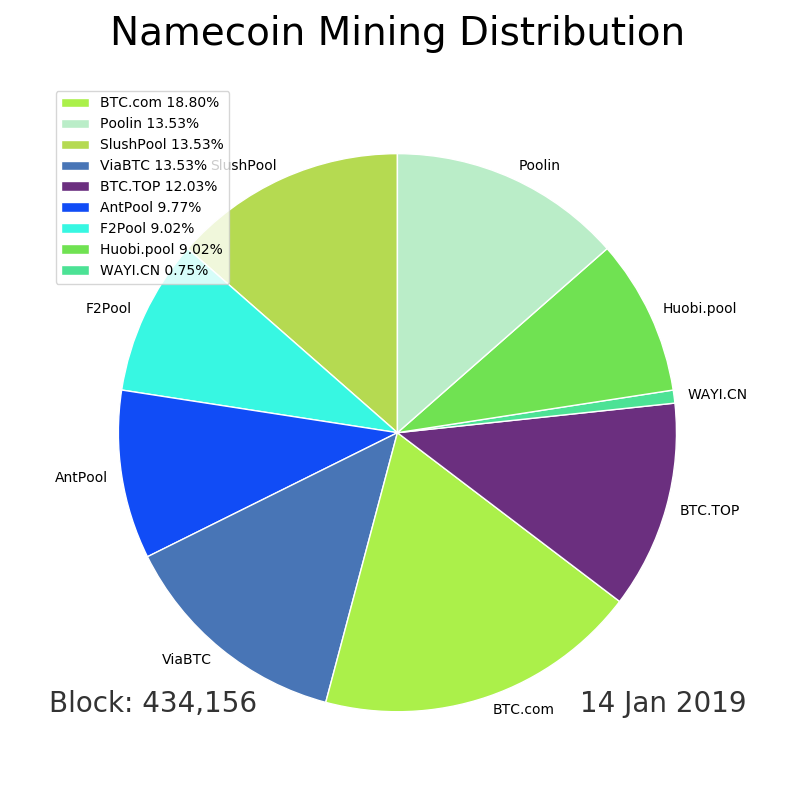 Namecoin Mining Distribution
BTC.com 18.80%
Poolin 13.53%
SlushPool 13.53%
ViaBTC 13.53%
BTC.TOP 12.03%
AntPool 9.77%
F2Pool 9.02%
Huobi.pool 9.02%
WAYI.CN 0.75%
SlushPool
Poolin
F2Pool
Huobi.pool
WAYI.CN
AntPool
BTC.TOP
ViaBTC
BTC.com
Block: 434,156
14 Jan 2019